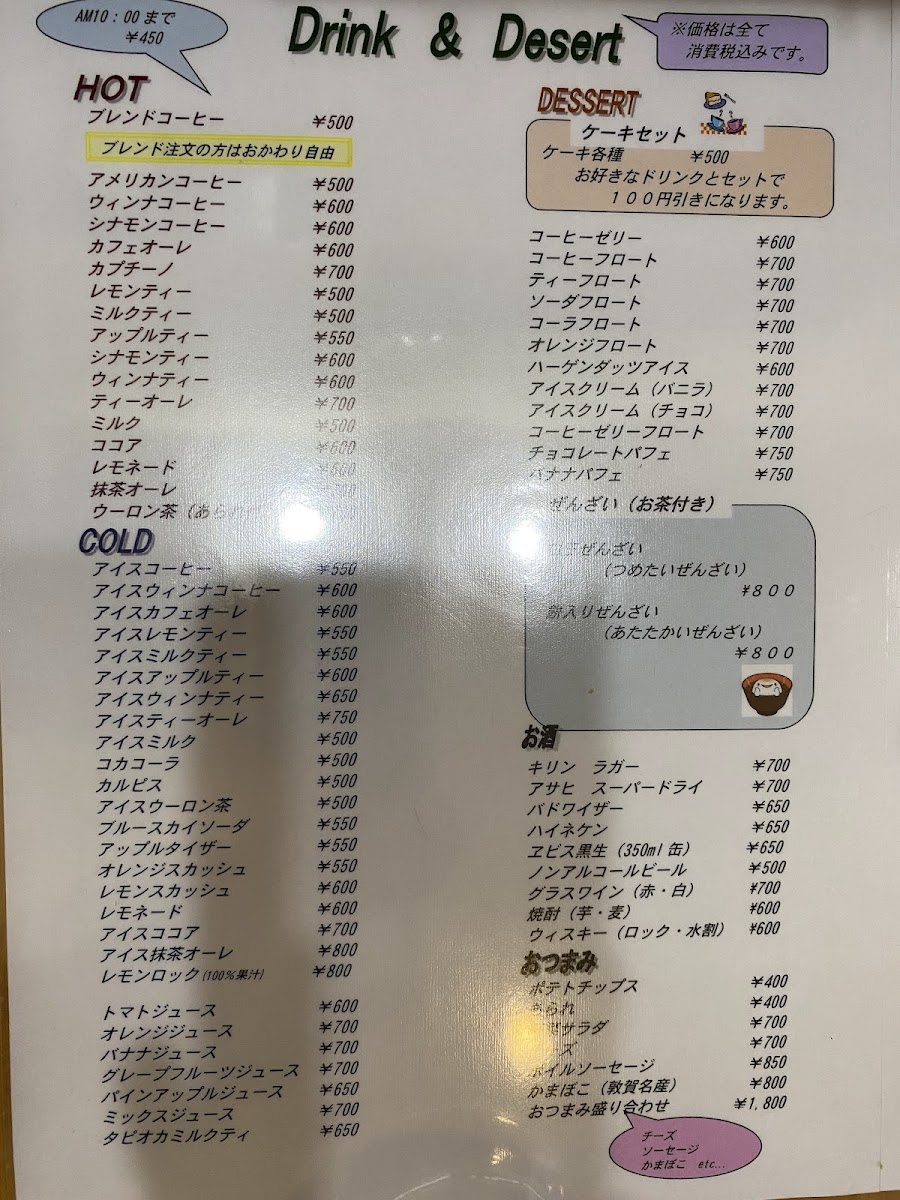 AM10：00まで
￥450
Drink & Desert
※価格は全て
消費税込みです。
HOT
ブレンドコーヒー ￥500
ブレンド注文の方はおかわり自由
アメリカンコーヒー ￥500
ウィンナコーヒー ￥600
シナモンコーヒー ￥600
カフェオーレ ￥600
カプチーノ ￥700
レモンティー ￥500
ミルクティー ￥500
アップルティー ￥550
シナモンティー ￥600
ウィンナティー ￥600
ティーオーレ ￥700
ミルク ￥500
ココア ￥600
レモネード ￥600
抹茶オーレ
ウーロン茶
COLD
アイスコーヒー ￥550
アイスウィンナコーヒー ￥600
アイスカフェオーレ ￥600
アイスレモンティー ￥550
アイスミルクティー ￥550
アイスアップルティー ￥600
アイスウィンナティー ￥650
アイスティーオーレ ￥750
アイスミルク ￥500
コカコーラ ￥500
カルピス ￥500
アイスウーロン茶 ￥500
ブルースカイソーダ ￥550
アップルタイザー ￥550
オレンジスカッシュ ￥550
レモンスカッシュ ￥600
レモネード ￥600
アイスココア ￥700
アイス抹茶オーレ ￥800
レモンロック(100%果汁) ￥800
トマトジュース ￥600
オレンジジュース ￥700
バナナジュース ￥700
グレープフルーツジュース ￥700
パインアップルジュース ￥650
ミックスジュース ￥700
タピオカミルクティ ￥650
DESSERT
ケーキセット
ケーキ各種 ￥500
お好きなドリンクとセットで
１００円引きになります。
コーヒーゼリー ￥600
コーヒーフロート ￥700
ティーフロート ￥700
ソーダフロート ￥700
コーラフロート ￥700
オレンジフロート ￥700
ハーゲンダッツアイス ￥600
アイスクリーム（バニラ） ￥700
アイスクリーム（チョコ） ￥700
コーヒーゼリーフロート ￥700
チョコレートパフェ ￥750
バナナパフェ ￥750
ぜんざい（お茶付き）
ぜんざい
（つめたいぜんざい）
¥８００
餅入りぜんざい
（あたたかいぜんざい）
￥８００
お酒
キリン　ラガー ￥700
アサヒ　スーパードライ ￥700
バドワイザー ￥650
ハイネケン ￥650
ヱビス黒生（350ml缶） ￥650
ノンアルコールビール ￥500
グラスワイン（赤・白） ¥700
焼酎（芋・麦） ¥600
ウィスキー（ロック・水割） ¥600
おつまみ
ポテトチップス ￥400
￥400
サラダ ￥700
￥700
ボイルソーセージ ￥850
かまぼこ（敦賀名産） ￥800
おつまみ盛り合わせ ￥1,800
チーズ
ソーセージ
かまぼこ　etc…